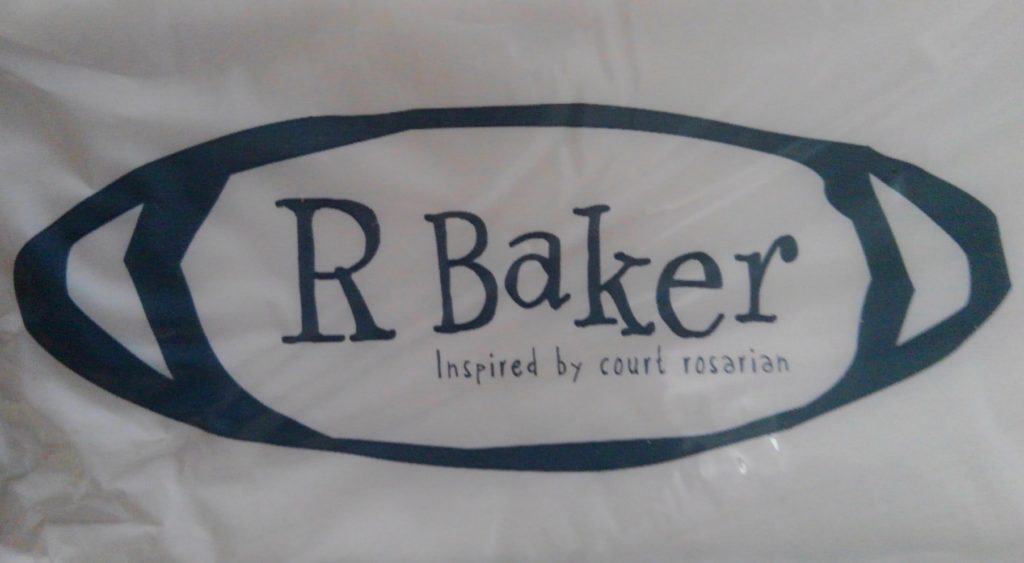 R Baker
Inspired by court rosarian